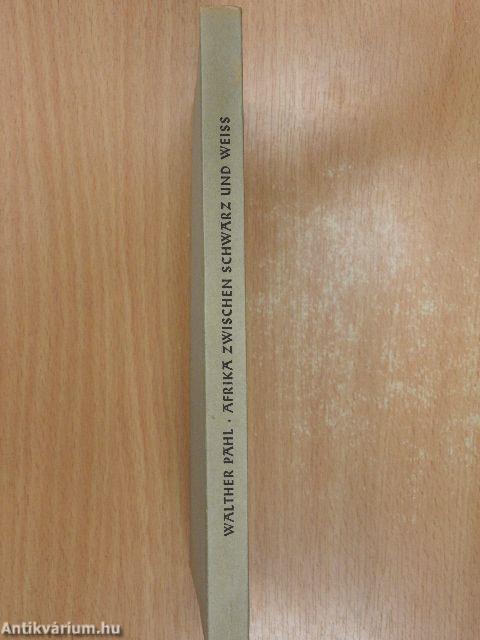 WALTHER PAHL · AFRIKA ZWISCHEN SCHWARZ UND WEISS
Antikvárium.hu